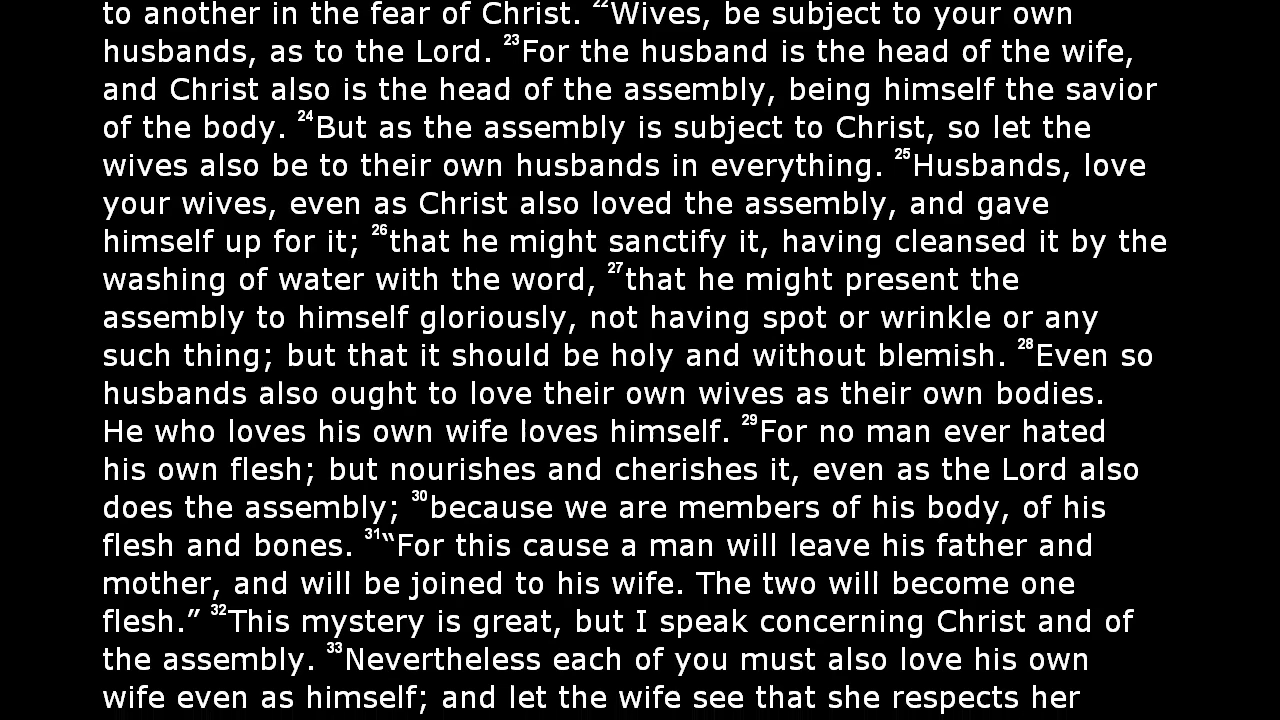 to another in the fear of Christ. 22Wives, be subject to your own
husbands, as to the Lord. 23For the husband is the head of the wife,
and Christ also is the head of the assembly, being himself the savior
of the body. 24But as the assembly is subject to Christ, so let the
wives also be to their own husbands in everything. 25Husbands, love
your wives, even as Christ also loved the assembly, and gave
himself up for it; 26that he might sanctify it, having cleansed it by the
washing of water with the word, 27that he might present the
assembly to himself gloriously, not having spot or wrinkle or any
such thing; but that it should be holy and without blemish. 28Even so
husbands also ought to love their own wives as their own bodies.
He who loves his own wife loves himself. 29For no man ever hated
his own flesh; but nourishes and cherishes it, even as the Lord also
does the assembly; 30because we are members of his body, of his
flesh and bones. 31“For this cause a man will leave his father and
mother, and will be joined to his wife. The two will become one
flesh.” 32This mystery is great, but I speak concerning Christ and of
the assembly. 33Nevertheless each of you must also love his own
wife even as himself; and let the wife see that she respects her